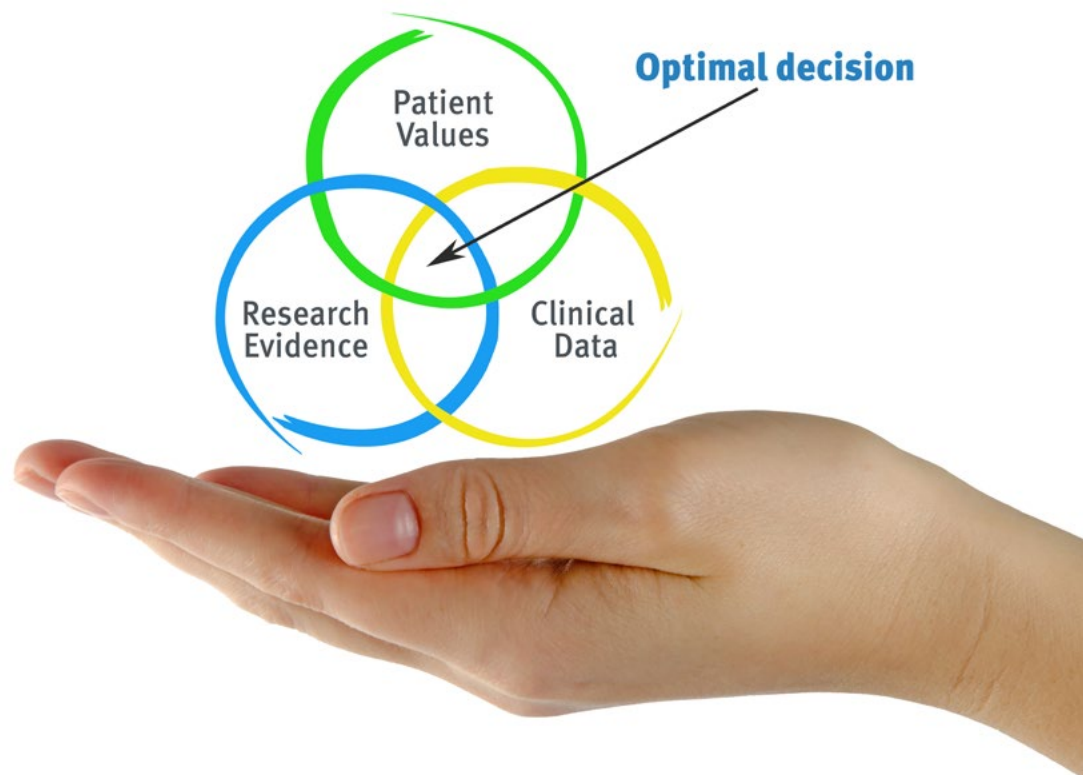 Optimal decision
Patient
Values
Research
Evidence
Clinical
Data